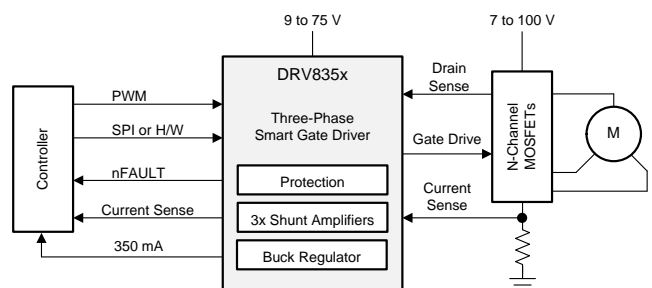 9 to 75 V
7 to 100 V
DRV835x
Three-Phase
Smart Gate Driver
Protection
3x Shunt Amplifiers
Buck Regulator
Controller
PWM
SPI or H/W
nFAULT
Current Sense
350 mA
Drain
Sense
Gate Drive
Current
Sense
N-Channel
MOSFETs
M